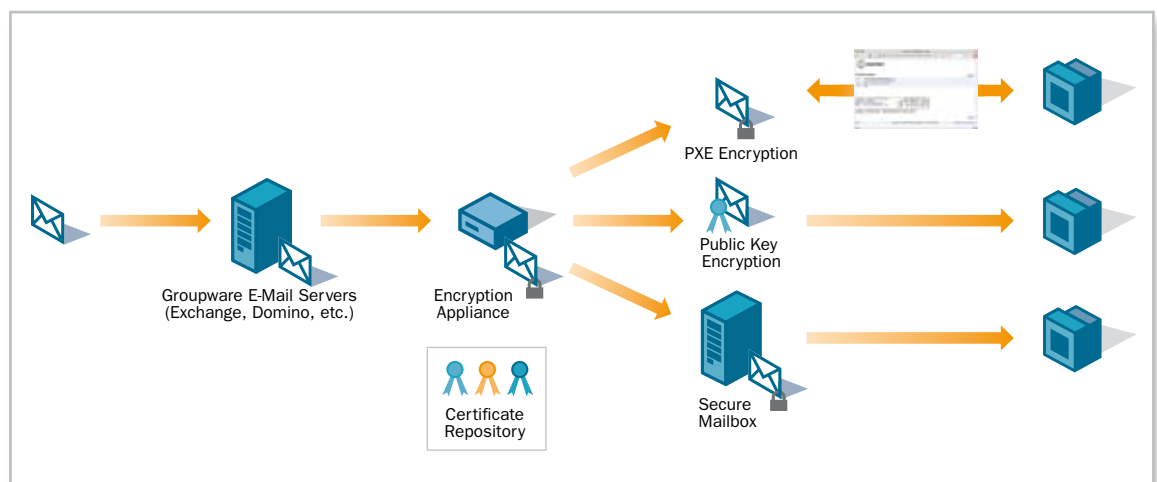 PXE Encryption
Public Key
Encryption
Groupware E-Mail Servers
(Exchange, Domino, etc.)
Encryption
Appliance
Certificate
Repository
Secure
Mailbox